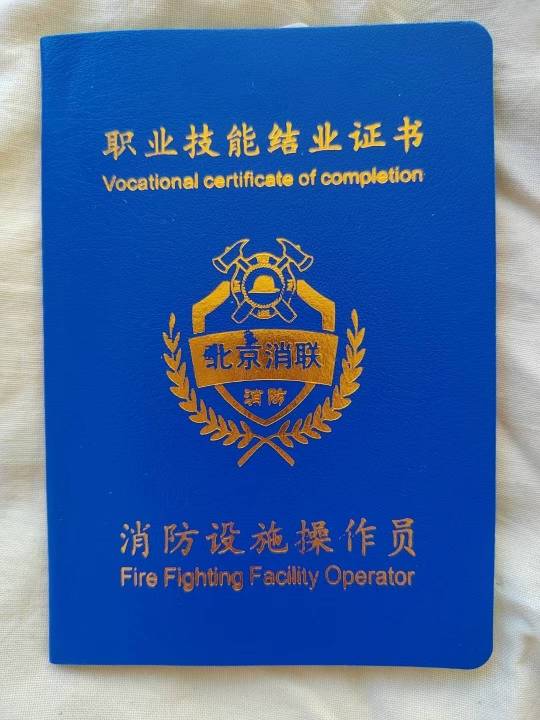 职业技能结业证书
Vocational certificate of completion
北京消联
消防
消防设施操作员
Fire Fighting Facility Operator